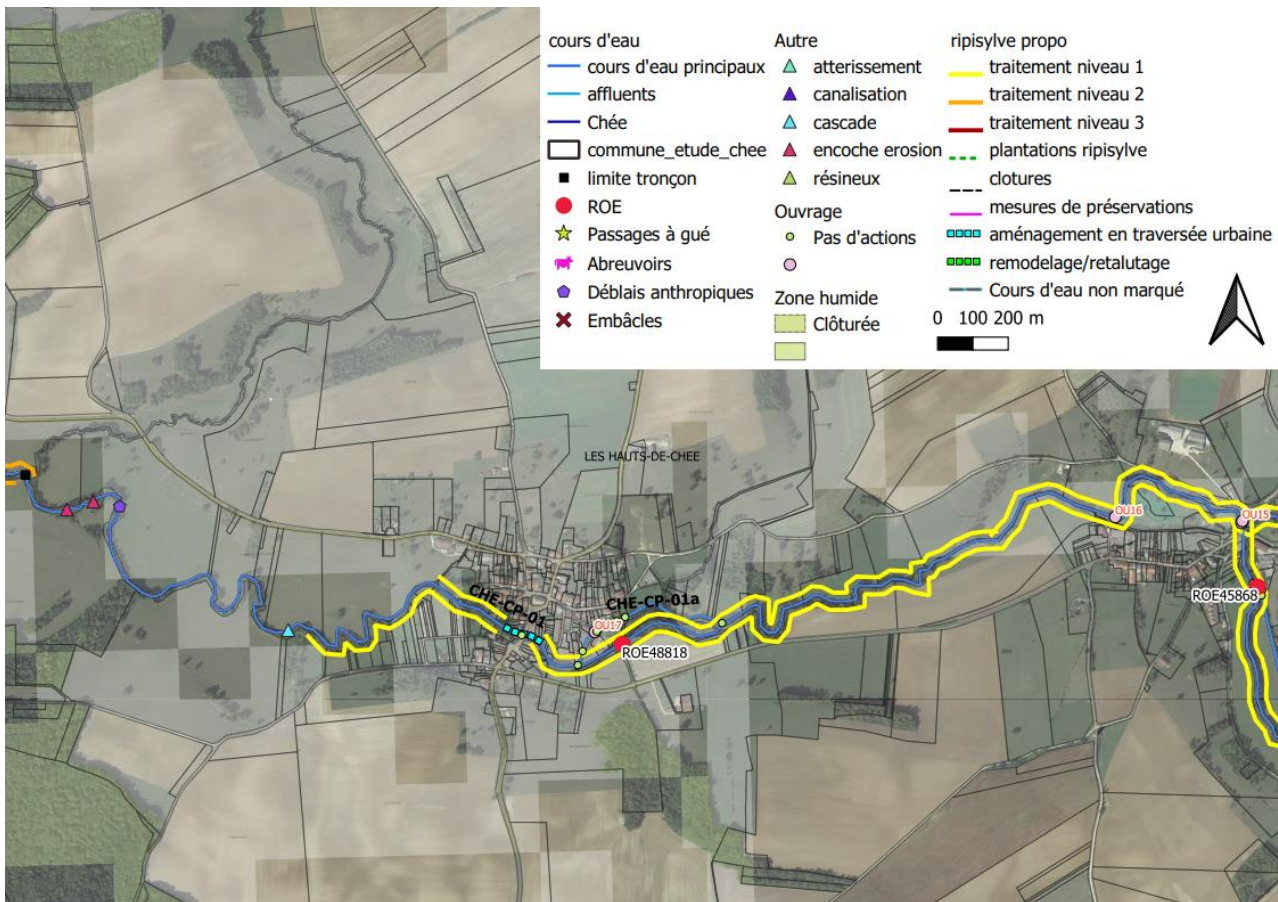 cours d'eau
cours d'eau principaux
affluents
Chée
commune_etude_chee
limite tronçon
ROE
Passages à gué
Abreuvoirs
Déblais anthropiques
Embâcles
Autre
atterissement
canalisation
cascade
encoche erosion
résineux
Ouvrage
Pas d'actions
Zone humide
Clôturée
ripisylve propo
traitement niveau 1
traitement niveau 2
traitement niveau 3
plantations ripisylve
clotures
mesures de préservations
aménagement en traversée urbaine
remodelage/retalutage
Cours d'eau non marqué
0 100 200 m
LES HAUTS-DE-CHEE
OU16
OU15
CHE-CP-01
CHE-CP-01a
OU17
ROE45868
ROE48818